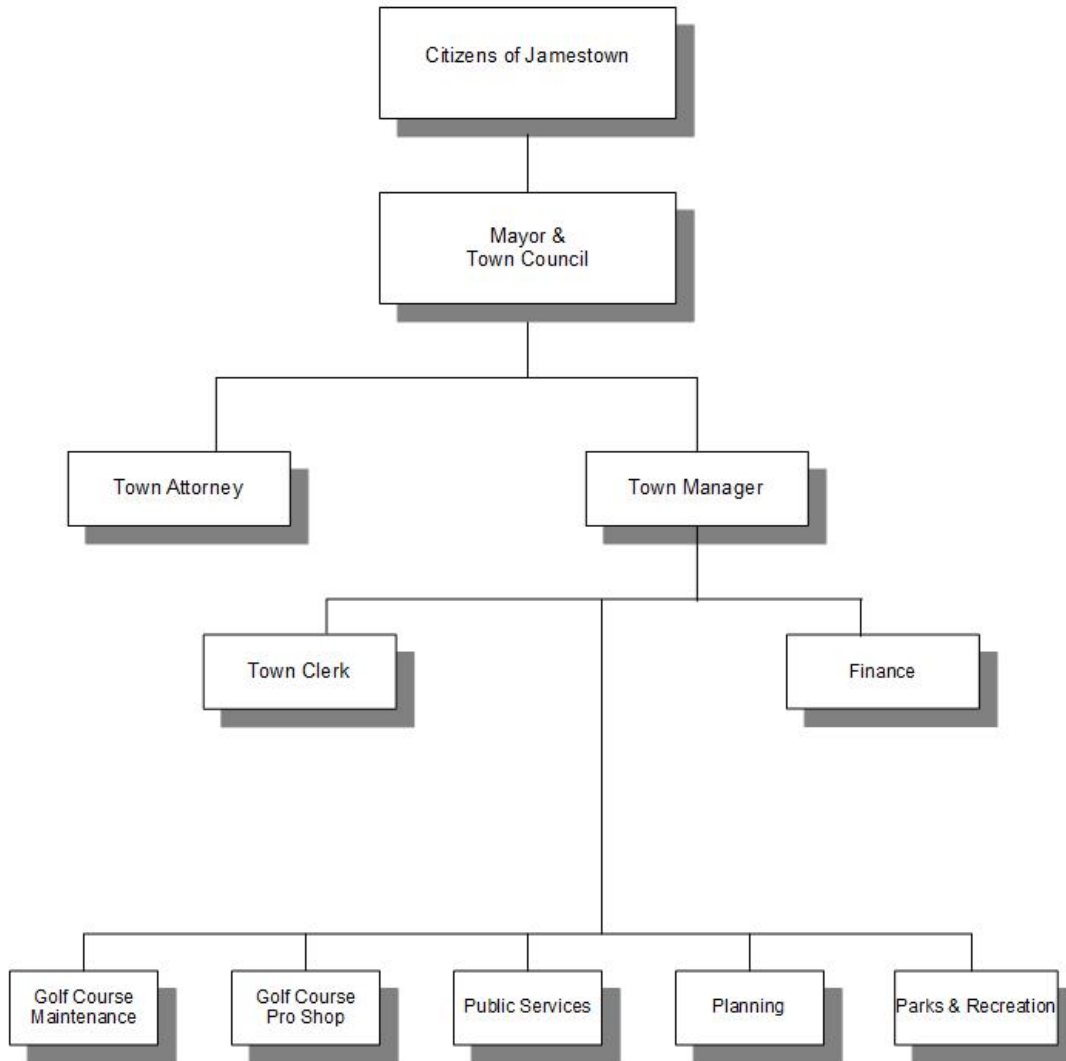 Citizens of Jamestown
Mayor &
Town Council
Town Attorney
Town Manager
Town Clerk
Finance
Golf Course
Maintenance
Golf Course
Pro Shop
Public Services
Planning
Parks & Recreation